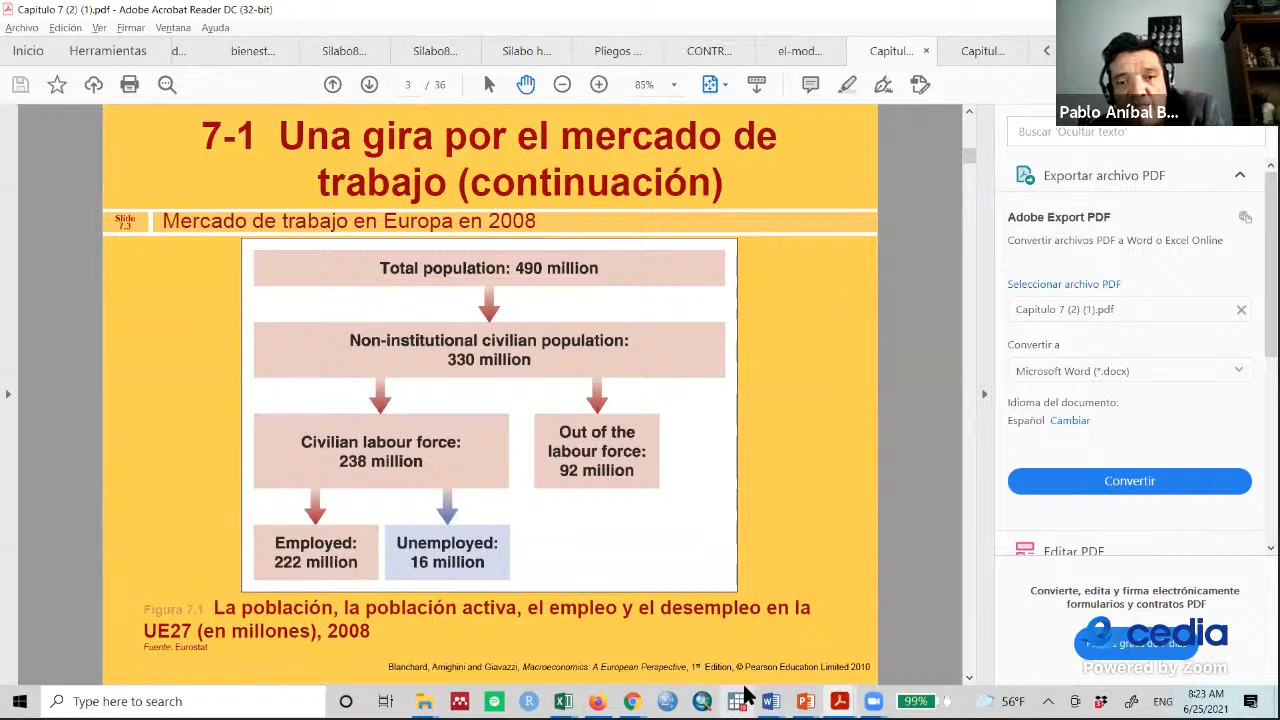 Capitulo 7 (2) (1).pdf - Adobe Acrobat Reader DC (32-bit)
Archivo Edición Ver Firmar Ventana Ayuda
Inicio Herramientas d... bienest... Silabo8... Silabo8... Silabo h... Pliegos ... CONTR... el-mod... Capitul... × Capitul...
3 / 36 85%
Pablo Aníbal B...
7-1 Una gira por el mercado de
trabajo (continuación)
Slide
7.3
Mercado de trabajo en Europa en 2008
Total population: 490 million
Non-institutional civilian population:
330 million
Civilian labour force:
238 million
Out of the
labour force:
92 million
Employed:
222 million
Unemployed:
16 million
Figura 7.1 La población, la población activa, el empleo y el desempleo en la
UE27 (en millones), 2008
Fuente: Eurostat
Blanchard, Amighini and Giavazzi, Macroeconomics: A European Perspective, 1st Edition, © Pearson Education Limited 2010
Buscar 'Ocultar texto'
Exportar archivo PDF
Adobe Export PDF
Convertir archivos PDF a Word o Excel Online
Seleccionar archivo PDF
Capitulo 7 (2) (1).pdf
Convertir a
Microsoft Word (*.docx)
Idioma del documento:
Español Cambiar
Convertir
Editar PDF
Convierte, edita y firma electrónicamente
formularios y contratos PDF
cedia
Powered by Zoom
Type here to search
99%
56°F
8:23 AM
6/25/2021